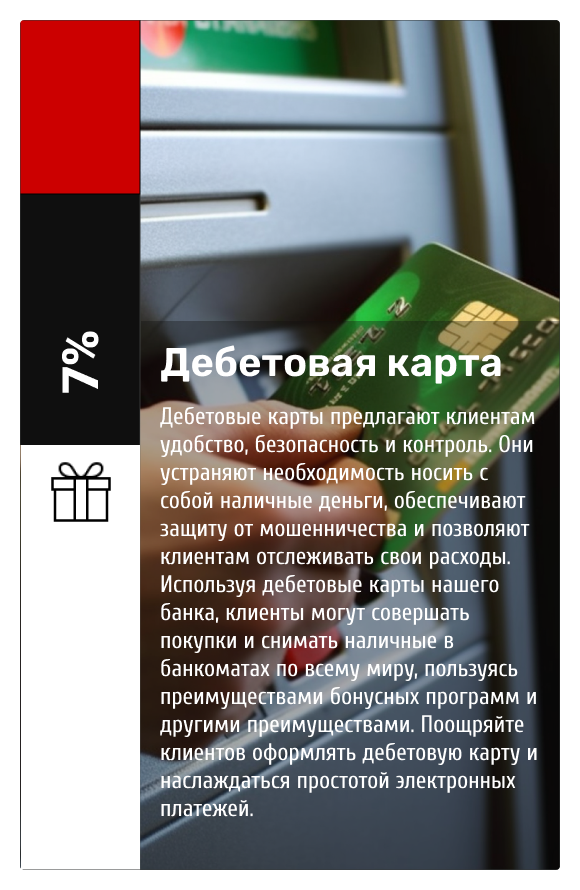 7%
Дебетовая карта
Дебетовые карты предлагают клиентам
удобство, безопасность и контроль. Они
устраняют необходимость носить с
собой наличные деньги, обеспечивают
защиту от мошенничества и позволяют
клиентам отслеживать свои расходы.
Используя дебетовые карты нашего
банка, клиенты могут совершать
покупки и снимать наличные в
банкоматах по всему миру, пользуясь
преимуществами бонусных программ и
другими преимуществами. Поощряйте
клиентов оформлять дебетовую карту и
наслаждаться простотой электронных
платежей.